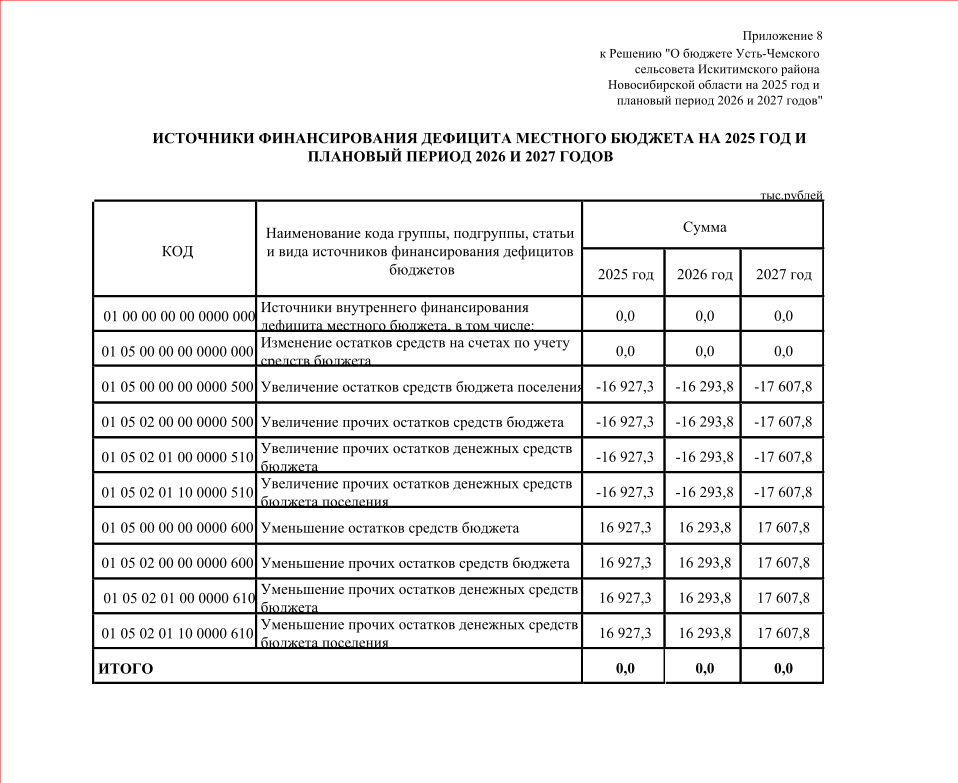 Приложение 8
к Решению "О бюджете Усть-Чемского
сельсовета Искитимского района
Новосибирской области на 2025 год и
плановый период 2026 и 2027 годов"
ИСТОЧНИКИ ФИНАНСИРОВАНИЯ ДЕФИЦИТА МЕСТНОГО БЮДЖЕТА НА 2025 ГОД И
ПЛАНОВЫЙ ПЕРИОД 2026 И 2027 ГОДОВ
тыс.рублей
КОД
Наименование кода группы, подгруппы, статьи
и вида источников финансирования дефицитов
бюджетов
Сумма
2025 год 2026 год 2027 год
01 00 00 00 00 0000 000 Источники внутреннего финансирования
дефицита местного бюджета, в том числе: 0,0 0,0 0,0
01 05 00 00 00 0000 000 Изменение остатков средств на счетах по учету
средств бюджета 0,0 0,0 0,0
01 05 00 00 00 0000 500 Увеличение остатков средств бюджета поселения -16 927,3 -16 293,8 -17 607,8
01 05 02 00 00 0000 500 Увеличение прочих остатков средств бюджета -16 927,3 -16 293,8 -17 607,8
01 05 02 01 00 0000 510 Увеличение прочих остатков денежных средств
бюджета -16 927,3 -16 293,8 -17 607,8
01 05 02 01 10 0000 510 Увеличение прочих остатков денежных средств
бюджета поселения -16 927,3 -16 293,8 -17 607,8
01 05 00 00 00 0000 600 Уменьшение остатков средств бюджета 16 927,3 16 293,8 17 607,8
01 05 02 00 00 0000 600 Уменьшение прочих остатков средств бюджета 16 927,3 16 293,8 17 607,8
01 05 02 01 00 0000 610 Уменьшение прочих остатков денежных средств
бюджета 16 927,3 16 293,8 17 607,8
01 05 02 01 10 0000 610 Уменьшение прочих остатков денежных средств
бюджета поселения 16 927,3 16 293,8 17 607,8
ИТОГО 0,0 0,0 0,0